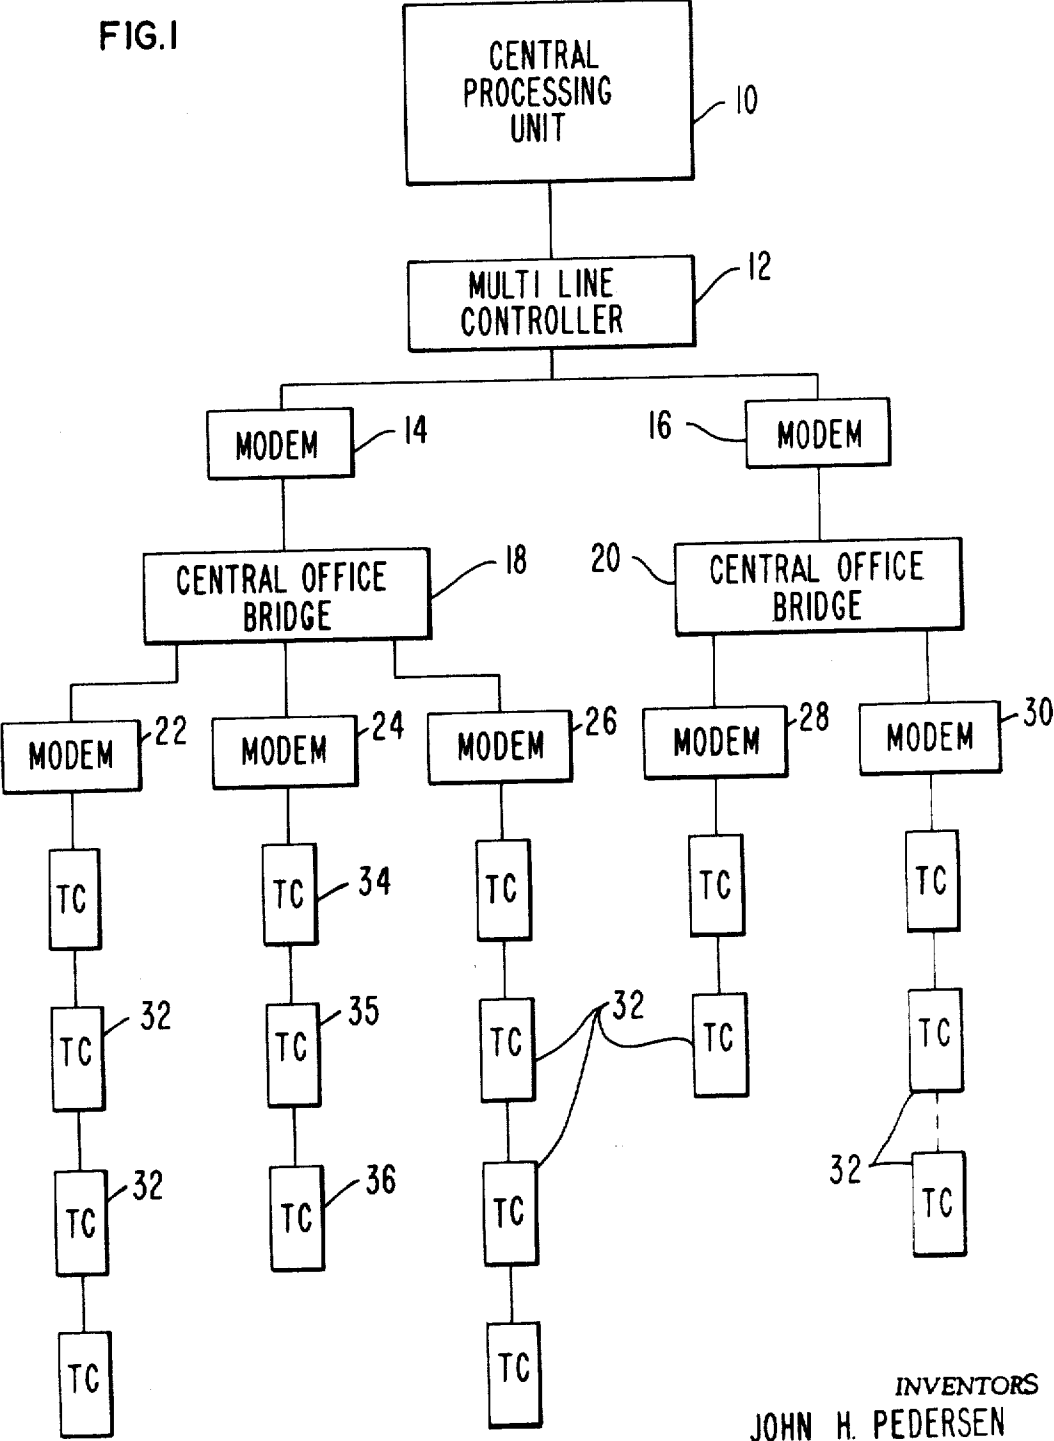 FIG.1
CENTRAL
PROCESSING
UNIT
10
MULTI LINE
CONTROLLER
12
MODEM
14
16
MODEM
CENTRAL OFFICE
BRIDGE
18
20
CENTRAL OFFICE
BRIDGE
MODEM
22
MODEM
24
MODEM
26
MODEM
28
MODEM
30
TC
TC
34
TC
TC
TC
TC
32
TC
35
TC
32
TC
TC
TC
32
TC
36
TC
32
TC
TC
TC
INVENTORS
JOHN H. PEDERSEN